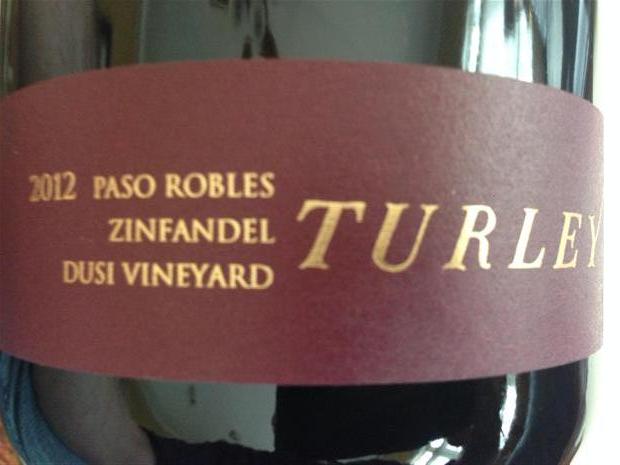 2012 PASO ROBLES
ZINFANDEL
DUSI VINEYARD
TURLEY